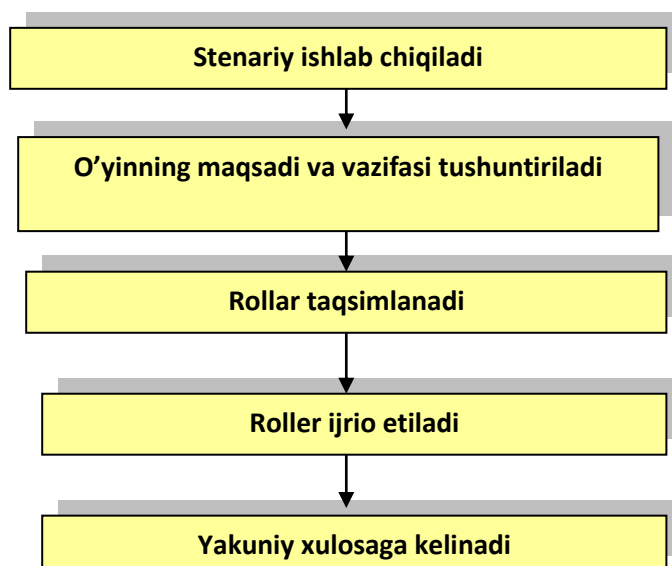 Stenariy ishlab chiqiladi
O’yinning maqsadi va vazifasi tushuntiriladi
Rollar taqsimlanadi
Roller ijrio etiladi
Yakuniy xulosaga kelinadi